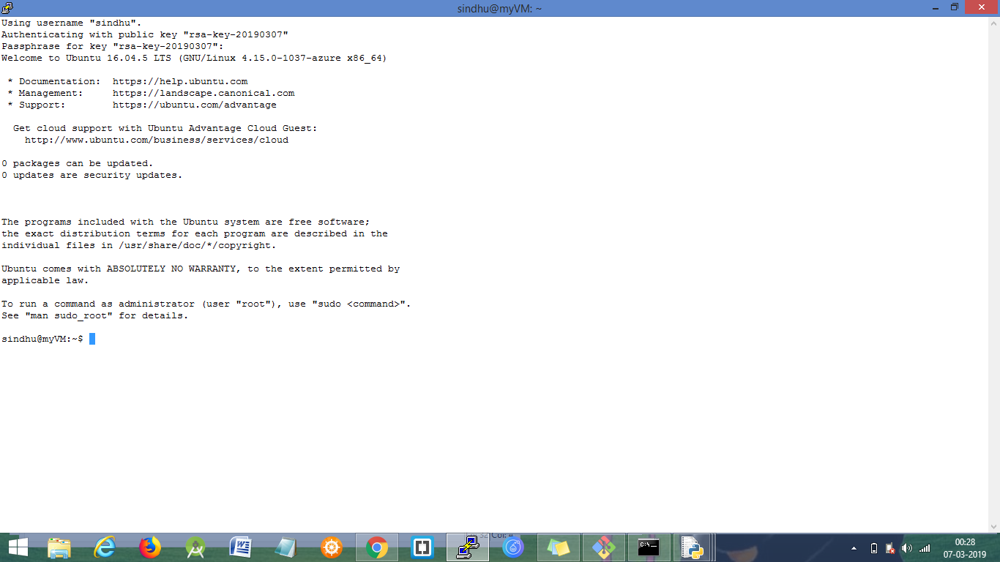 sindhu@myVM: ~
Using username "sindhu".
Authenticating with public key "rsa-key-20190307"
Passphrase for key "rsa-key-20190307":
Welcome to Ubuntu 16.04.5 LTS (GNU/Linux 4.15.0-1037-azure x86_64)
* Documentation:  https://help.ubuntu.com
* Management:     https://landscape.canonical.com
* Support:        https://ubuntu.com/advantage
Get cloud support with Ubuntu Advantage Cloud Guest:
http://www.ubuntu.com/business/services/cloud
0 packages can be updated.
0 updates are security updates.
The programs included with the Ubuntu system are free software;
the exact distribution terms for each program are described in the
individual files in /usr/share/doc/*/copyright.
Ubuntu comes with ABSOLUTELY NO WARRANTY, to the extent permitted by
applicable law.
To run a command as administrator (user "root"), use "sudo <command>".
See "man sudo_root" for details.
sindhu@myVM:~$
00:28
07-03-2019